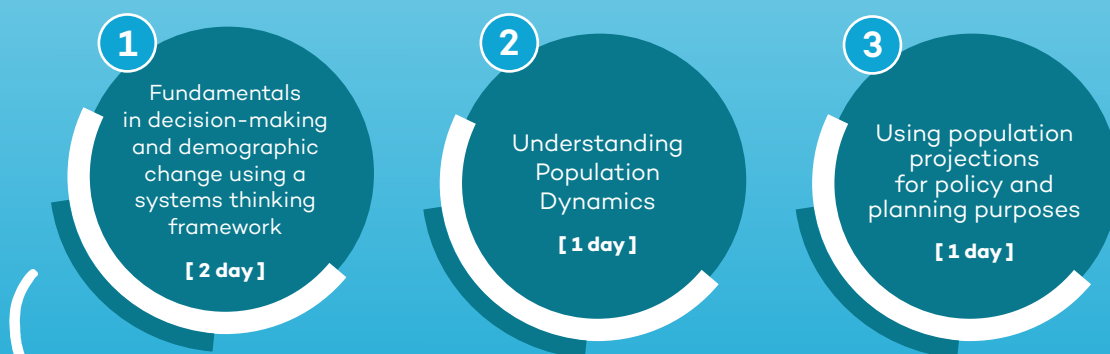 1
Fundamentals
in decision-making
and demographic
change using a
systems thinking
framework
[ 2 day ]
2
Understanding
Population
Dynamics
[ 1 day ]
3
Using population
projections
for policy and
planning purposes
[ 1 day ]